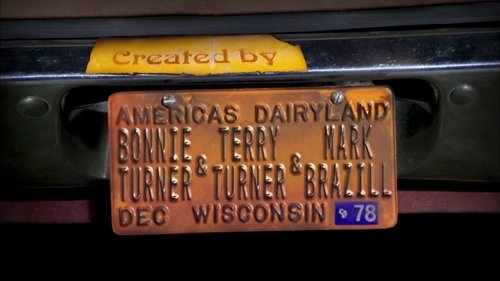 Created by
AMERICAS DAIRYLAND
BONNIE TERRY MARK
TURNER & TURNER & BRAZILL
DEC WISCONSIN 78